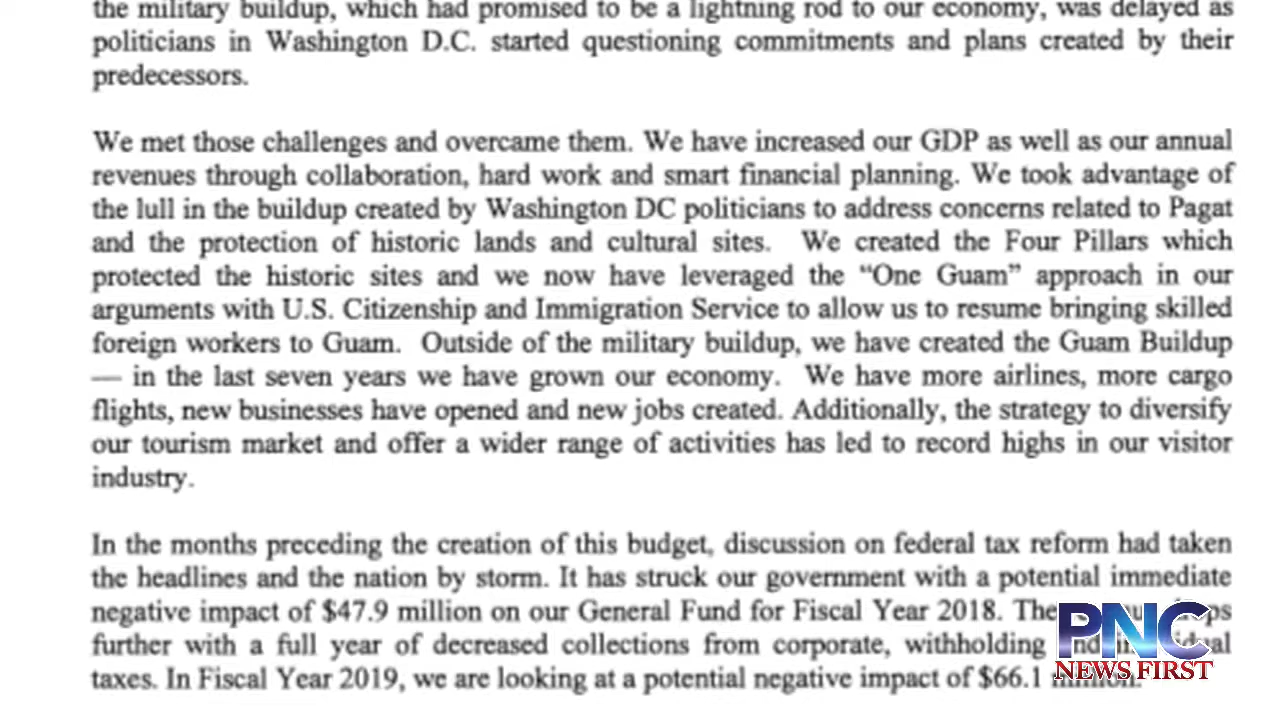 the military buildup, which had promised to be a lightning rod to our economy, was delayed as
politicians in Washington D.C. started questioning commitments and plans created by their
predecessors.
We met those challenges and overcame them. We have increased our GDP as well as our annual
revenues through collaboration, hard work and smart financial planning. We took advantage of
the lull in the buildup created by Washington DC politicians to address concerns related to Pagat
and the protection of historic lands and cultural sites. We created the Four Pillars which
protected the historic sites and we now have leveraged the “One Guam” approach in our
arguments with U.S. Citizenship and Immigration Service to allow us to resume bringing skilled
foreign workers to Guam. Outside of the military buildup, we have created the Guam Buildup
— in the last seven years we have grown our economy. We have more airlines, more cargo
flights, new businesses have opened and new jobs created. Additionally, the strategy to diversify
our tourism market and offer a wider range of activities has led to record highs in our visitor
industry.
In the months preceding the creation of this budget, discussion on federal tax reform had taken
the headlines and the nation by storm. It has struck our government with a potential immediate
negative impact of $47.9 million on our General Fund for Fiscal Year 2018. The
further with a full year of decreased collections from corporate, withholding and individual
taxes. In Fiscal Year 2019, we are looking at a potential negative impact of $66.1 million.
PNC
NEWS FIRST